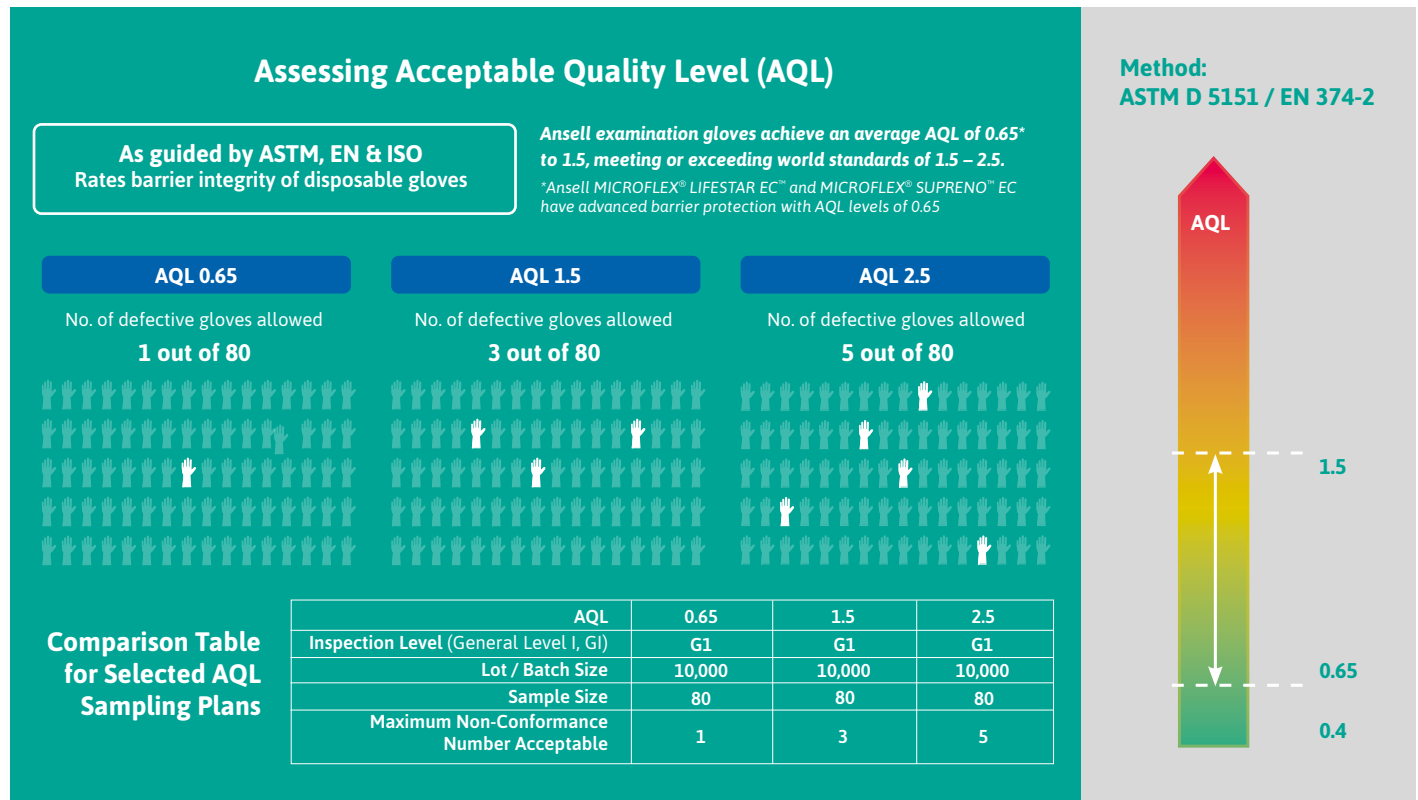 Assessing Acceptable Quality Level (AQL)
As guided by ASTM, EN & ISO
Rates barrier integrity of disposable gloves
Ansell examination gloves achieve an average AQL of 0.65*
to 1.5, meeting or exceeding world standards of 1.5 – 2.5.
*Ansell MICROFLEX® LIFESTAR EC™ and MICROFLEX® SUPRENO™ EC
have advanced barrier protection with AQL levels of 0.65
AQL 0.65
No. of defective gloves allowed
1 out of 80
AQL 1.5
No. of defective gloves allowed
3 out of 80
AQL 2.5
No. of defective gloves allowed
5 out of 80
Comparison Table
for Selected AQL
Sampling Plans
AQL 0.65 1.5 2.5
Inspection Level (General Level I, GI) G1 G1 G1
Lot / Batch Size 10,000 10,000 10,000
Sample Size 80 80 80
Maximum Non-Conformance
Number Acceptable 1 3 5
Method:
ASTM D 5151 / EN 374-2
AQL
1.5
0.65
0.4